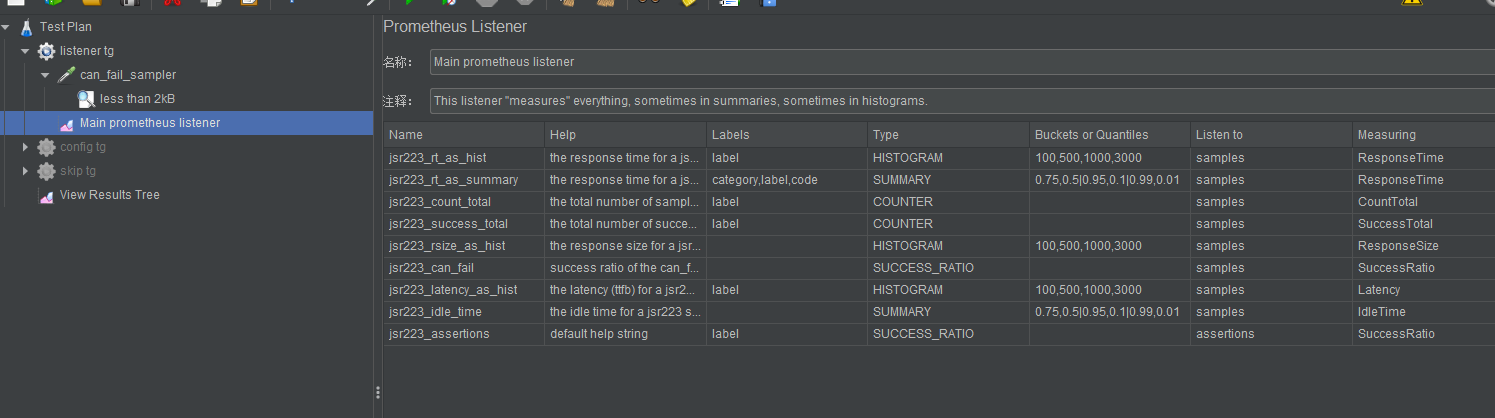 Test Plan
listener tg
can_fail_sampler
less than 2kB
Main prometheus listener
config tg
skip tg
View Results Tree
Prometheus Listener
名称： Main prometheus listener
注释： This listener "measures" everything, sometimes in summaries, sometimes in histograms.
Name Help Labels Type Buckets or Quantiles Listen to Measuring
jsr223_rt_as_hist the response time for a js... label HISTOGRAM 100,500,1000,3000 samples ResponseTime
jsr223_rt_as_summary the response time for a js... category,label,code SUMMARY 0.75,0.5|0.95,0.1|0.99,0.01 samples ResponseTime
jsr223_count_total the total number of sampl... label COUNTER samples CountTotal
jsr223_success_total the total number of succe... label COUNTER samples SuccessTotal
jsr223_rsize_as_hist the response size for a jsr... HISTOGRAM 100,500,1000,3000 samples ResponseSize
jsr223_can_fail success ratio of the can_f... SUCCESS_RATIO samples SuccessRatio
jsr223_latency_as_hist the latency (ttfb) for a jsr2... label HISTOGRAM 100,500,1000,3000 samples Latency
jsr223_idle_time the idle time for a jsr223 s... SUMMARY 0.75,0.5|0.95,0.1|0.99,0.01 samples IdleTime
jsr223_assertions default help string label SUCCESS_RATIO assertions SuccessRatio